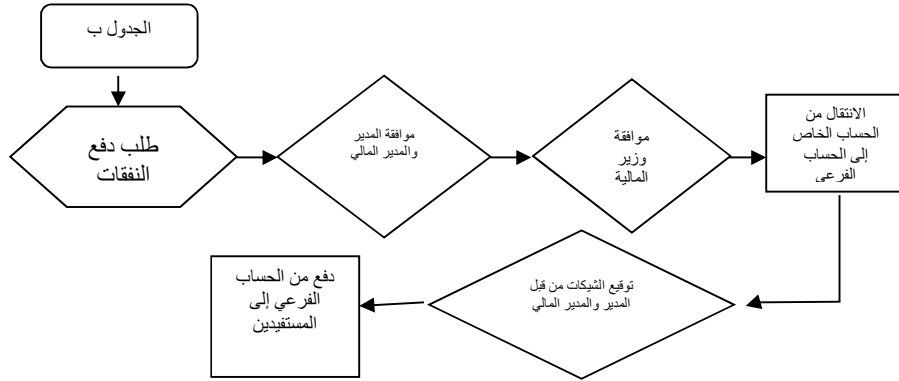 الجدول ب
طلب دفع
النفقات
موافقة المدير
والمدير المالي
موافقة
وزير
المالية
الانتقال من
الحساب الخاص
إلى الحساب
الفرعي
توقيع الشيكات من قبل
المدير والمدير المالي
دفع من الحساب
الفرعي إلى
المستفيدين